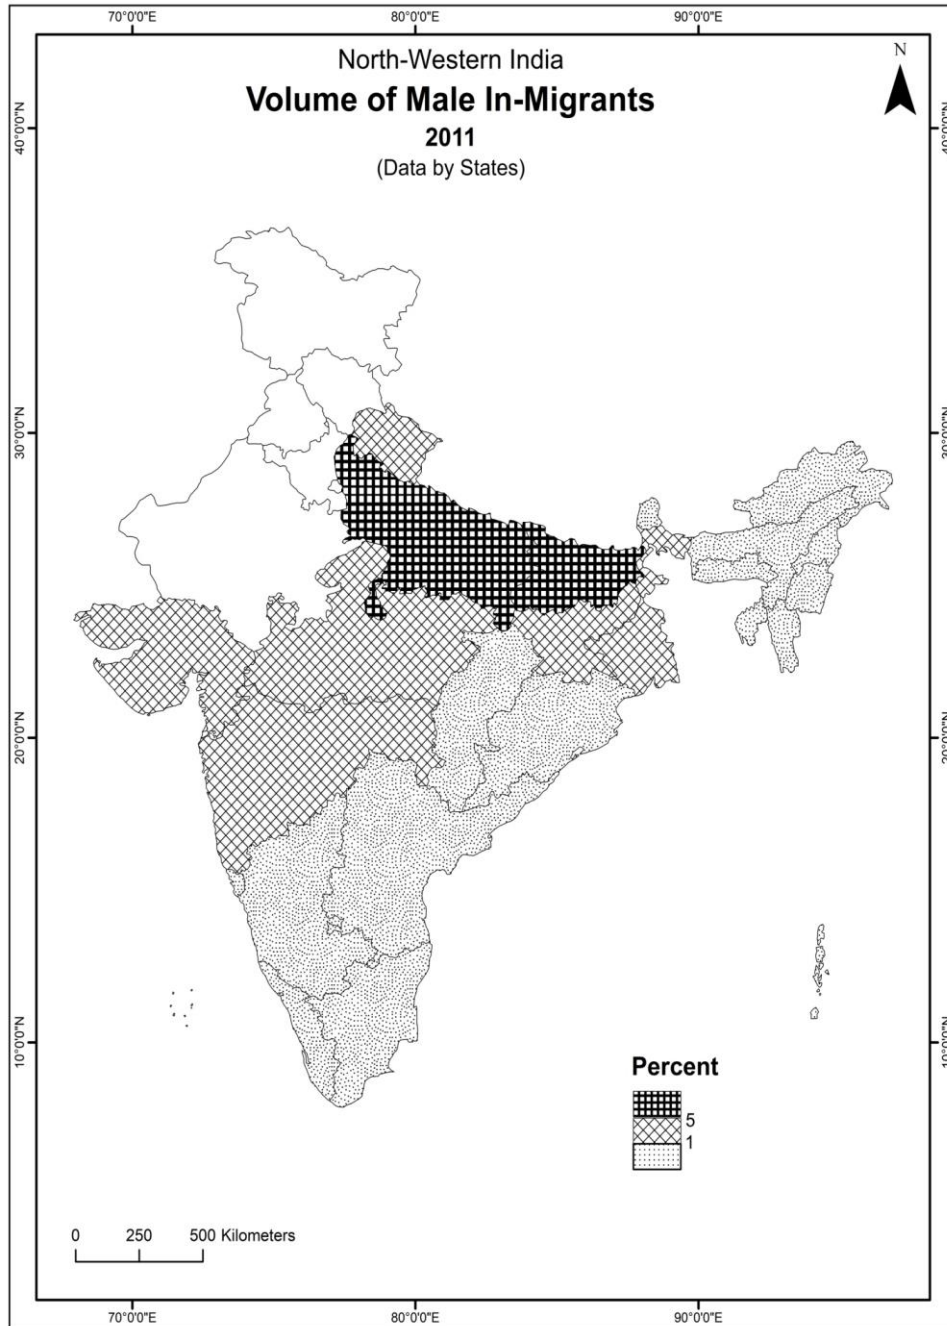 70°0'0"E 80°0'0"E 90°0'0"E
North-Western India
Volume of Male In-Migrants
2011
(Data by States)
N
40°0'0"N 40°0'0"N
30°0'0"N 30°0'0"N
20°0'0"N 20°0'0"N
10°0'0"N 10°0'0"N
Percent
5
1
0 250 500 Kilometers
70°0'0"E 80°0'0"E 90°0'0"E